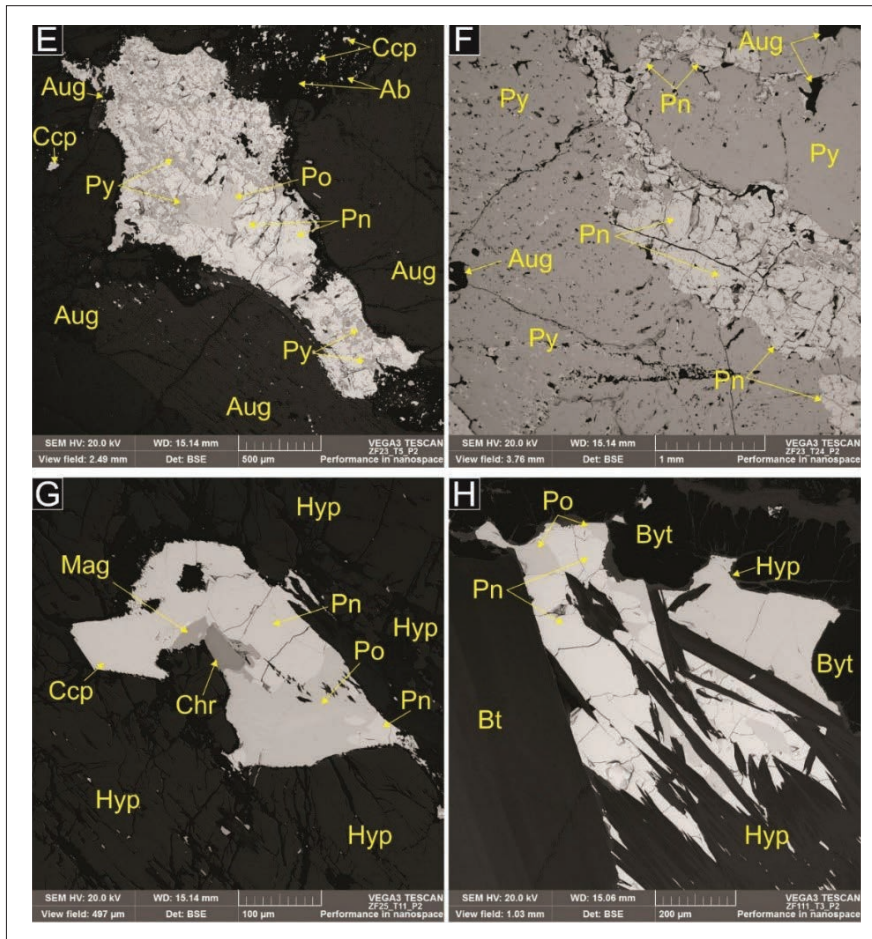 E
Ccp
Aug
Ab
Ccp
Py
Po
Pn
Aug
Aug
Py
Aug
SEM HV: 20.0 kV WD: 15.14 mm VEGA3 TESCAN
ZF23_T5_P2
View field: 2.49 mm Det: BSE 500 µm Performance in nanospace
F
Aug
Pn
Py
Py
Pn
Aug
Py
Pn
SEM HV: 20.0 kV WD: 15.14 mm VEGA3 TESCAN
ZF23_T24_P2
View field: 3.76 mm Det: BSE 1 mm Performance in nanospace
G
Hyp
Mag
Pn
Hyp
Po
Ccp
Chr
Pn
Hyp
Hyp
SEM HV: 20.0 kV WD: 15.14 mm VEGA3 TESCAN
ZF25_T11_P2
View field: 497 µm Det: BSE 100 µm Performance in nanospace
H
Po
Byt
Hyp
Pn
Byt
Bt
Hyp
SEM HV: 20.0 kV WD: 15.06 mm VEGA3 TESCAN
ZF111_T3_P2
View field: 1.03 mm Det: BSE 200 µm Performance in nanospace